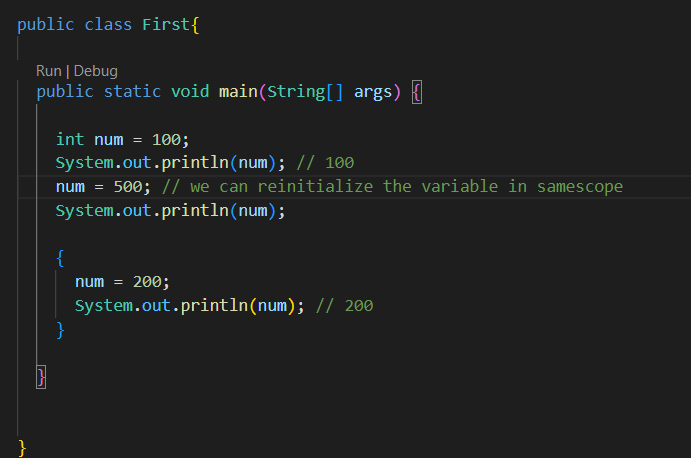 public class First{
Run | Debug
public static void main(String[] args) {
int num = 100;
System.out.println(num); // 100
num = 500; // we can reinitialize the variable in samescope
System.out.println(num);
{
num = 200;
System.out.println(num); // 200
}
}
}